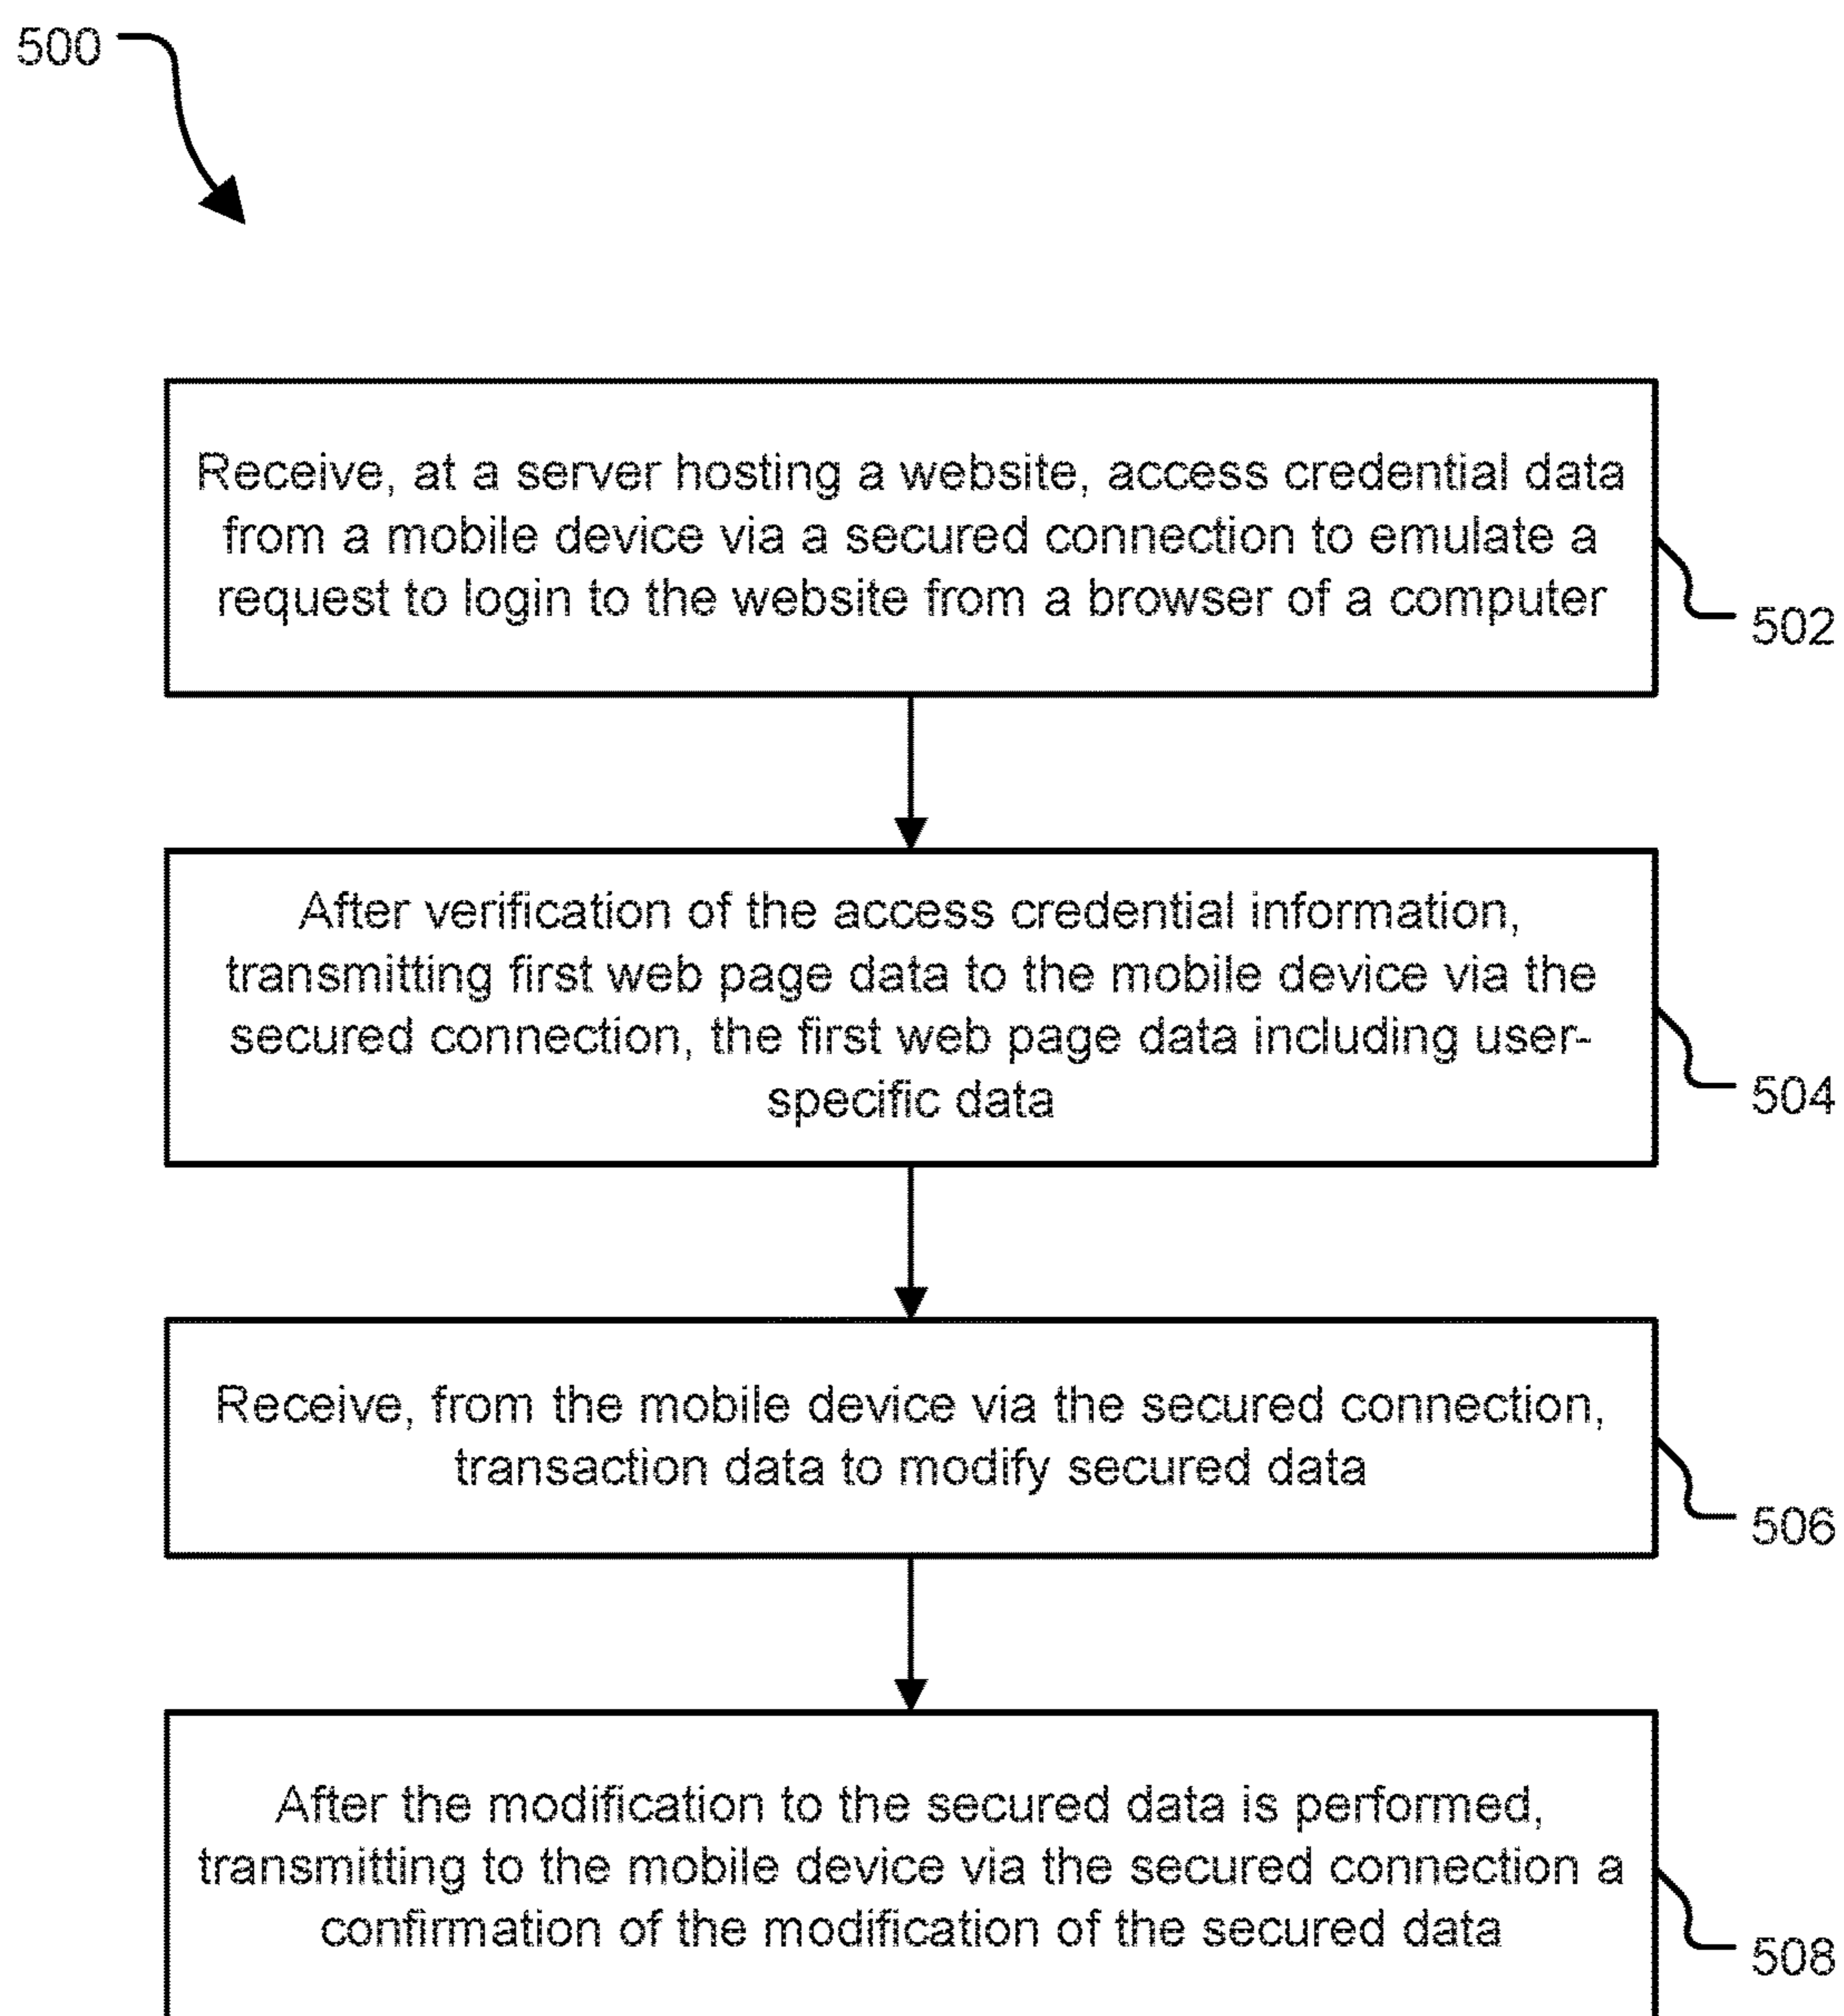 500
Receive, at a server hosting a website, access credential data
from a mobile device via a secured connection to emulate a
request to login to the website from a browser of a computer
502
After verification of the access credential information,
transmitting first web page data to the mobile device via the
secured connection, the first web page data including user-
specific data
504
Receive, from the mobile device via the secured connection,
transaction data to modify secured data
506
After the modification to the secured data is performed,
transmitting to the mobile device via the secured connection a
confirmation of the modification of the secured data
508